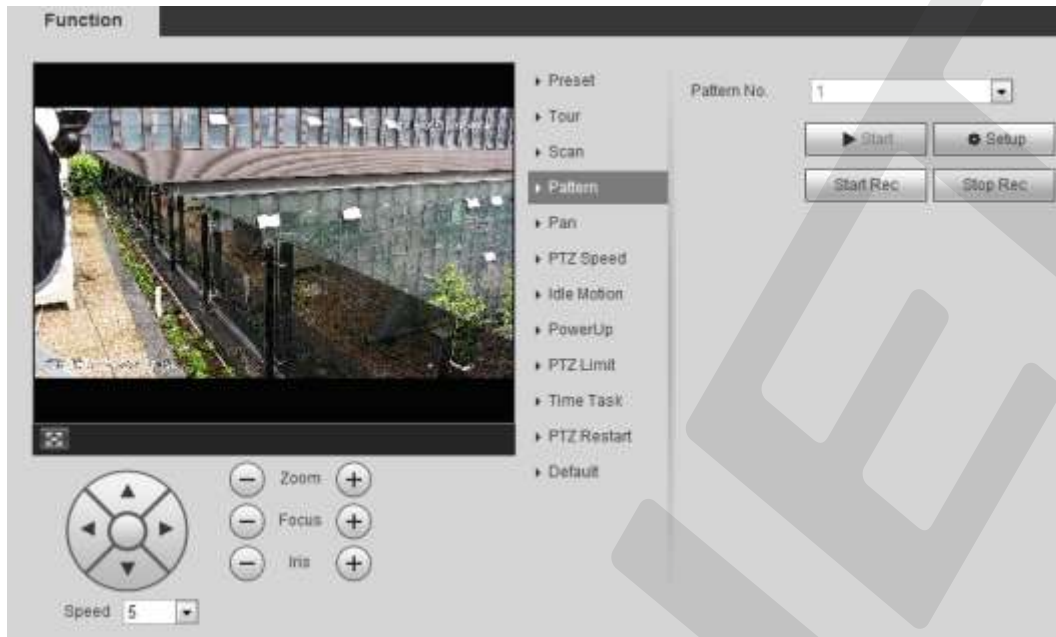 Function
Preset
Tour
Scan
Pattern
Pan
PTZ Speed
Idle Motion
PowerUp
PTZ Limit
Time Task
PTZ Restart
Default
Pattern No. 1
Start Setup
Start Rec Stop Rec
Zoom
Focus
Iris
Speed 5